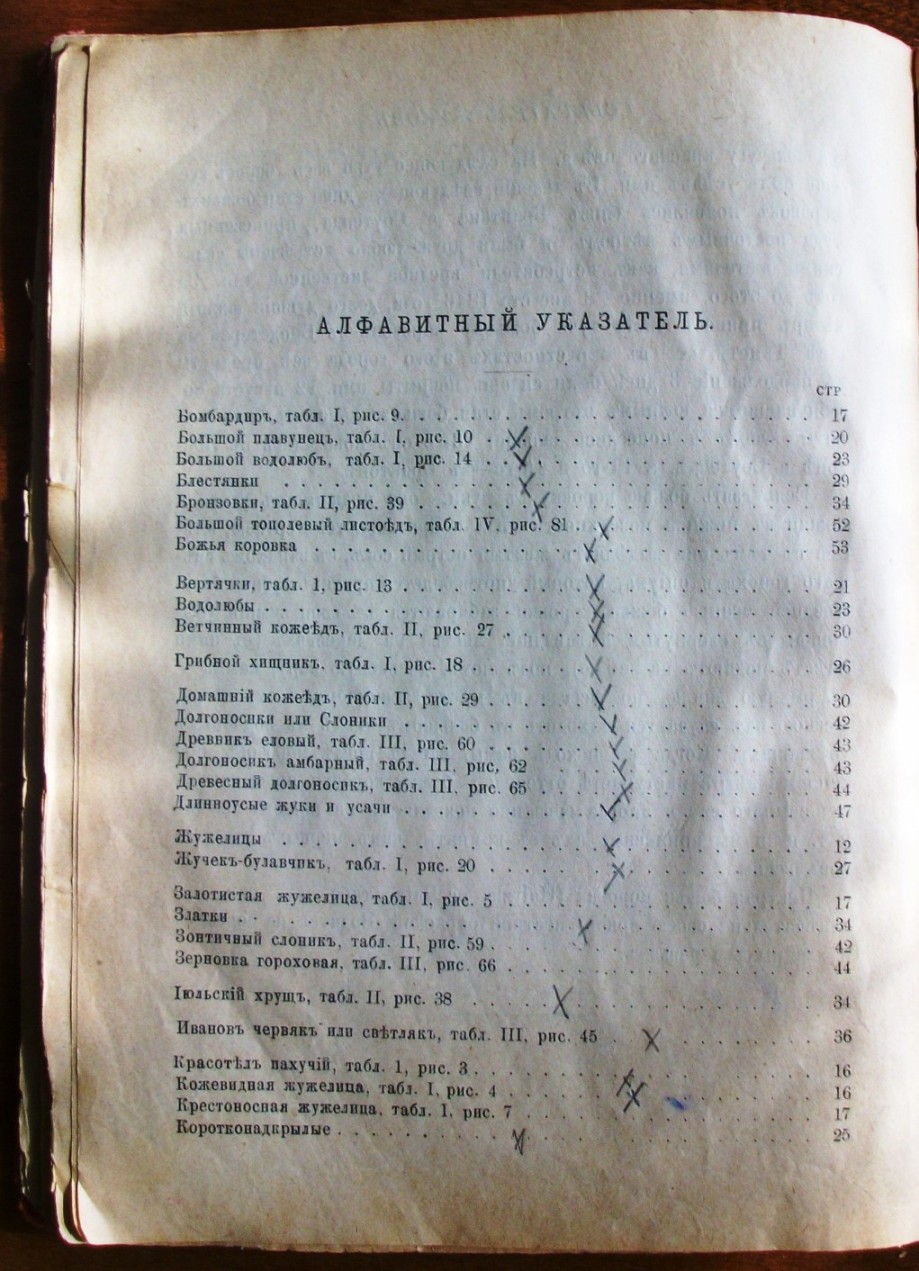 АЛФАВИТНЫЙ УКАЗАТЕЛЬ.
СТР
Бомбардиръ, табл. I, рис. 9. . . . . . . . . . . . . . . . . . . . . . 17
Большой плавунецъ, табл. I, рис. 10 . . . . . . . . . . . . . . . . . . 20
Большой водолюбъ, табл. I, рис. 14 . . . . . . . . . . . . . . . . . . 23
Блестянки . . . . . . . . . . . . . . . . . . . . . . . . . . . . 29
Бронзовки, табл. II, рис. 39 . . . . . . . . . . . . . . . . . . . . . 34
Большой тополевый листоѣдъ, табл. IV, рис. 81 . . . . . . . . . . . . . 52
Божья коровка . . . . . . . . . . . . . . . . . . . . . . . . . . 53
Вертячки, табл. 1, рис. 13 . . . . . . . . . . . . . . . . . . . . . . 21
Водолюбы . . . . . . . . . . . . . . . . . . . . . . . . . . . . 23
Ветчинный кожеѣдъ, табл. II, рис. 27 . . . . . . . . . . . . . . . . . 30
Грибной хищникъ, табл. I, рис. 18 . . . . . . . . . . . . . . . . . . 26
Домашній кожеѣдъ, табл. II, рис. 29 . . . . . . . . . . . . . . . . . 30
Долгоносики или Слоники . . . . . . . . . . . . . . . . . . . . . . 42
Древвикъ еловый, табл. III, рис. 60 . . . . . . . . . . . . . . . . . 43
Долгоносикъ амбарный, табл. III, рис, 62 . . . . . . . . . . . . . . . 43
Древесный долгоносикъ, табл. III, рис. 65 . . . . . . . . . . . . . . . 44
Длинноусые жуки и усачи . . . . . . . . . . . . . . . . . . . . . . 47
Жужелицы . . . . . . . . . . . . . . . . . . . . . . . . . . . . 12
Жучекъ-булавчикъ, табл. I, рис. 20 . . . . . . . . . . . . . . . . . . 27
Залотистая жужелица, табл. I, рис. 5 . . . . . . . . . . . . . . . . . 17
Златки . . . . . . . . . . . . . . . . . . . . . . . . . . . . . 34
Зонтичный слоникъ, табл. II, рис. 59 . . . . . . . . . . . . . . . . . 42
Зерновка гороховая, табл. III, рис. 66 . . . . . . . . . . . . . . . . 44
Іюльскій хрущъ, табл. II, рис. 38 . . . . . . . . . . . . . . . . . . 34
Ивановъ червякъ или свѣтлякъ, табл. III, рис. 45 . . . . . . . . . . . . 36
Красотѣлъ пахучій, табл. 1, рис. 3 . . . . . . . . . . . . . . . . . . 16
Кожевидная жужелица, табл. I, рис. 4 . . . . . . . . . . . . . . . . . 16
Крестоносная жужелица, табл. I, рис. 7 . . . . . . . . . . . . . . . . 17
Коротконадкрылые . . . . . . . . . . . . . . . . . . . . . . . . . 25